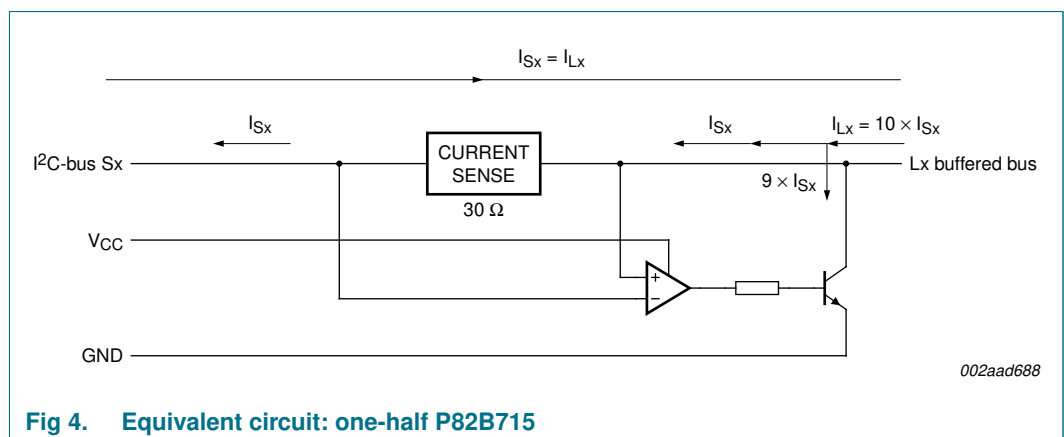 I_Sx = I_Lx
I_Sx
I_Sx
I_Lx = 10 × I_Sx
I²C-bus Sx
CURRENT
SENSE
Lx buffered bus
30 Ω
9 × I_Sx
V_CC
+
−
GND
002aad688
Fig 4. Equivalent circuit: one-half P82B715